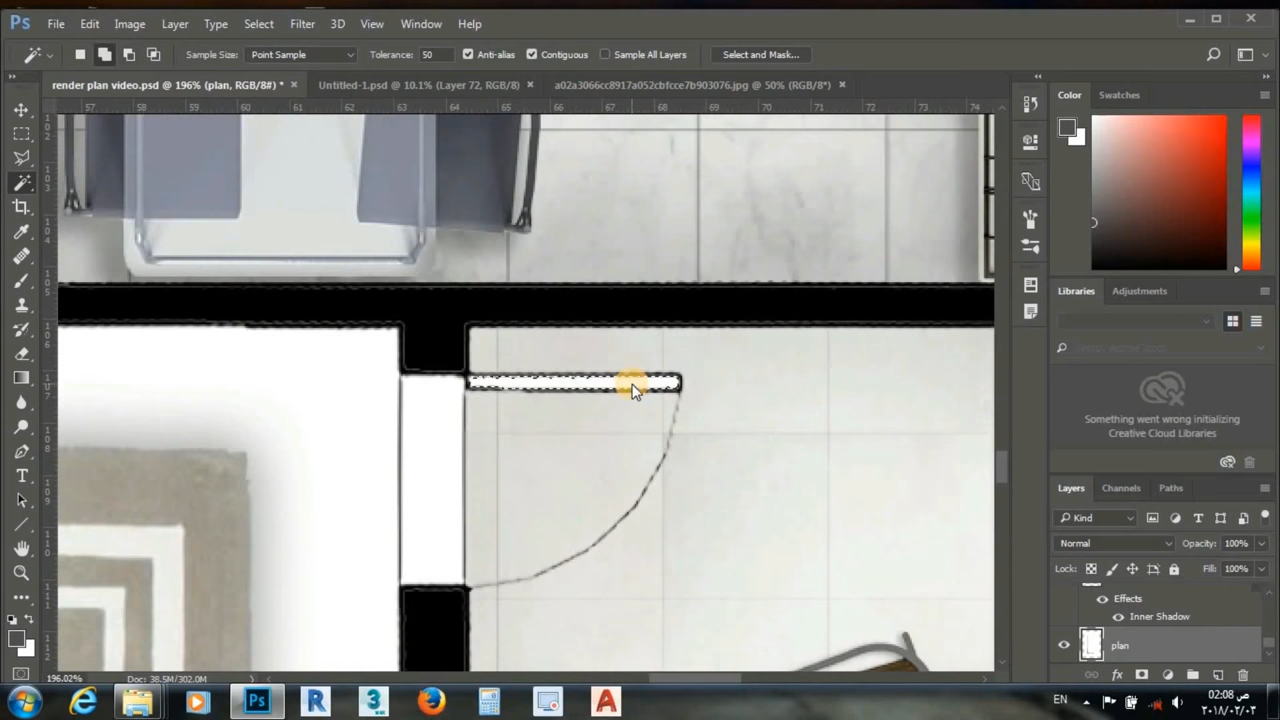 Ps File Edit Image Layer Type Select Filter 3D View Window Help
Sample Size: Point Sample Tolerance: 50 Anti-alias Contiguous Sample All Layers Select and Mask...
render plan video.psd @ 196% (plan, RGB/8#) * Untitled-1.psd @ 10.1% (Layer 72, RGB/8) a02a3066cc8917a052cbfcce7b903076.jpg @ 50% (RGB/8*)
57 58 59 60 61 62 63 64 65 66 67 68 69 70 71 72 73 74
Color Swatches
Libraries Adjustments
Something went wrong initializing
Creative Cloud Libraries
Layers Channels Paths
Kind
Normal Opacity: 100%
Lock: Fill: 100%
Effects
Inner Shadow
plan
196.02% Doc: 38.5M/302.0M
EN
02:08 ص
٢٠١٨/٠٢/٠٣